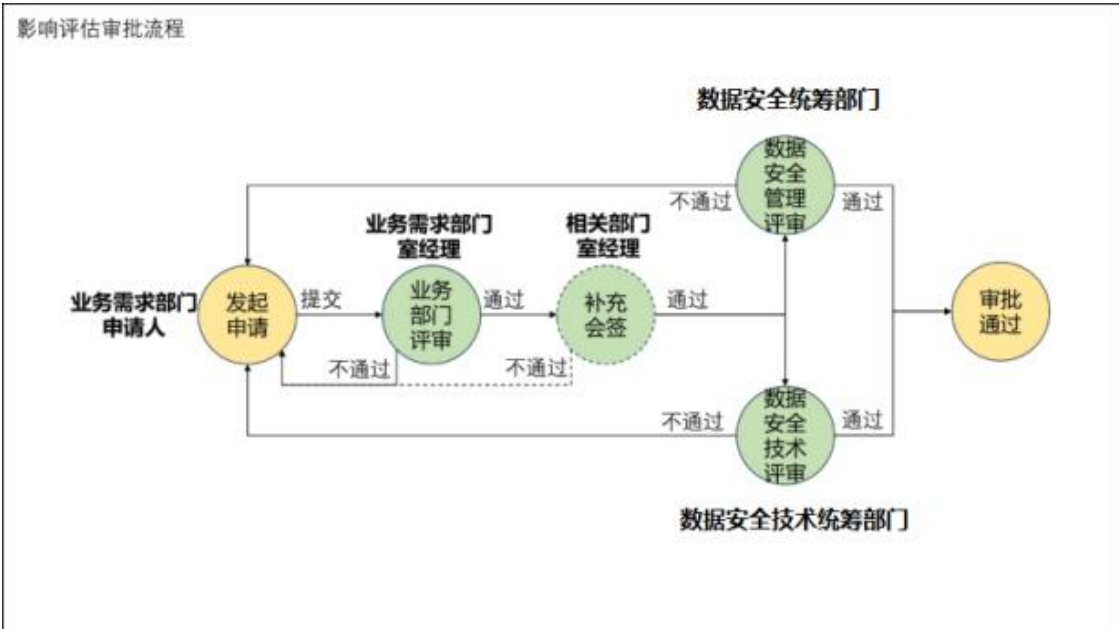 影响评估审批流程
数据安全统筹部门
数据
安全
管理
评审
不通过
通过
业务需求部门
室经理
相关部门
室经理
业务需求部门
申请人
发起
申请
提交
业务
部门
评审
通过
补充
会签
通过
审批
通过
不通过
不通过
数据
安全
技术
评审
不通过
通过
数据安全技术统筹部门